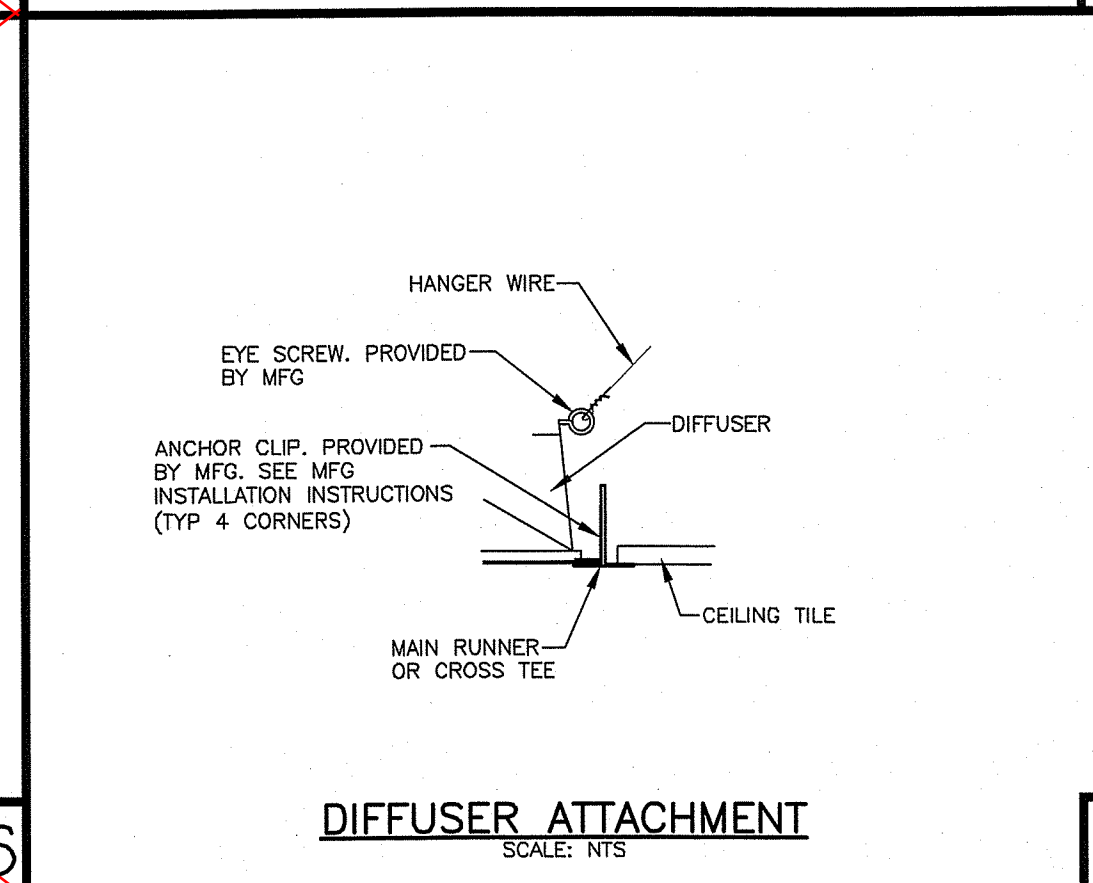 HANGER WIRE
EYE SCREW. PROVIDED
BY MFG
DIFFUSER
ANCHOR CLIP. PROVIDED
BY MFG. SEE MFG
INSTALLATION INSTRUCTIONS
(TYP 4 CORNERS)
CEILING TILE
MAIN RUNNER
OR CROSS TEE
DIFFUSER ATTACHMENT
SCALE: NTS
S